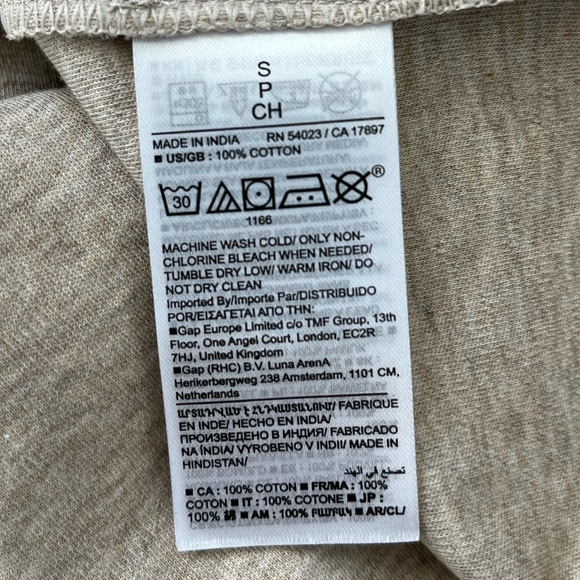 S
P
CH
MADE IN INDIA RN 54023 / CA 17897
■ US/GB : 100% COTTON
30
®
1166
MACHINE WASH COLD/ ONLY NON-
CHLORINE BLEACH WHEN NEEDED/
TUMBLE DRY LOW/ WARM IRON/ DO
NOT DRY CLEAN
Imported By/Importe Par/DISTRIBUIDO
POR/ΕΙΣΑΓΕΤΑΙ ΑΠΟ ΤΗΝ:
■Gap Europe Limited c/o TMF Group, 13th
Floor, One Angel Court, London, EC2R
7HJ, United Kingdom
■Gap (RHC) B.V. Luna ArenA
Herikerbergweg 238 Amsterdam, 1101 CM,
Netherlands
ԱՐՏԱԴՐՎԱԾ Է ՀՆԴԿԱՍՏԱՆՈՒՄ/ FABRIQUE
EN INDE/ HECHO EN INDIA/
ПРОИЗВЕДЕНО В ИНДИЯ/ FABRICADO
NA ÍNDIA/ VYROBENO V INDII/ MADE IN
HINDISTAN/
تصنع في الهند
■ CA : 100% COTON ■ FR/MA : 100%
COTON ■ IT : 100% COTONE ■ JP :
100% 綿 ■ AM : 100% ԲԱՄԲԱԿ ■ AR/CL/